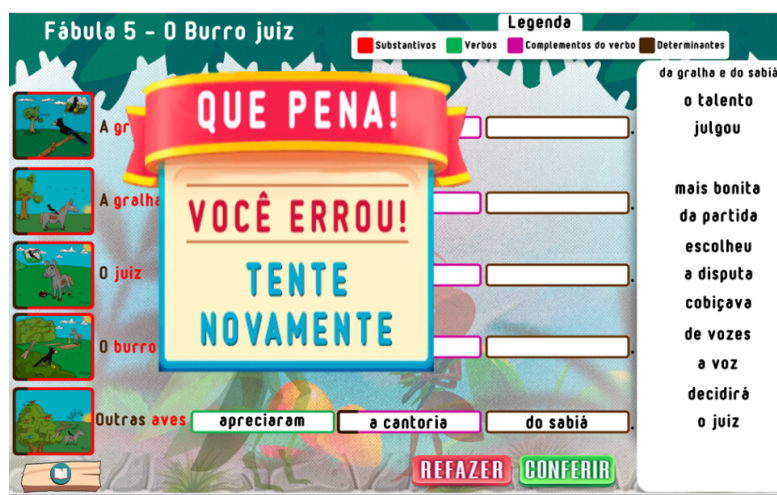 Fábula 5 - O Burro juiz
Legenda
Substantivos Verbos Complementos do verbo Determinantes
QUE PENA!
VOCÊ ERROU!
TENTE
NOVAMENTE
A gr
A gralha
O juiz
O burro
Outras aves apreciaram a cantoria do sabiá.
da gralha e do sabiá
o talento
julgou
mais bonita
da partida
escolheu
a disputa
cobiçava
de vozes
a voz
decidirá
o juiz
REFAZER CONFERIR